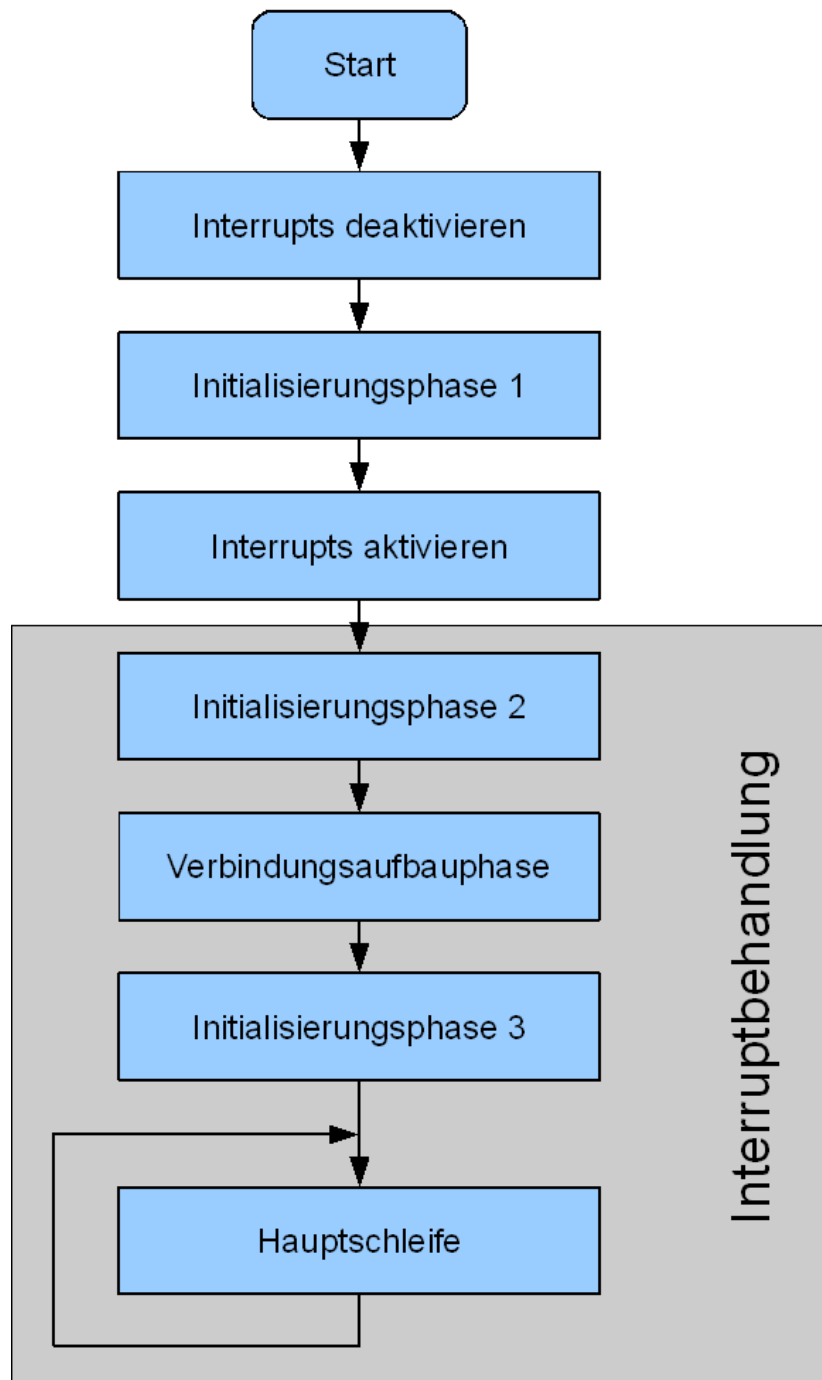 Start
Interrupts deaktivieren
Initialisierungsphase 1
Interrupts aktivieren
Initialisierungsphase 2
Verbindungsaufbauphase
Initialisierungsphase 3
Hauptschleife
Interruptbehandlung